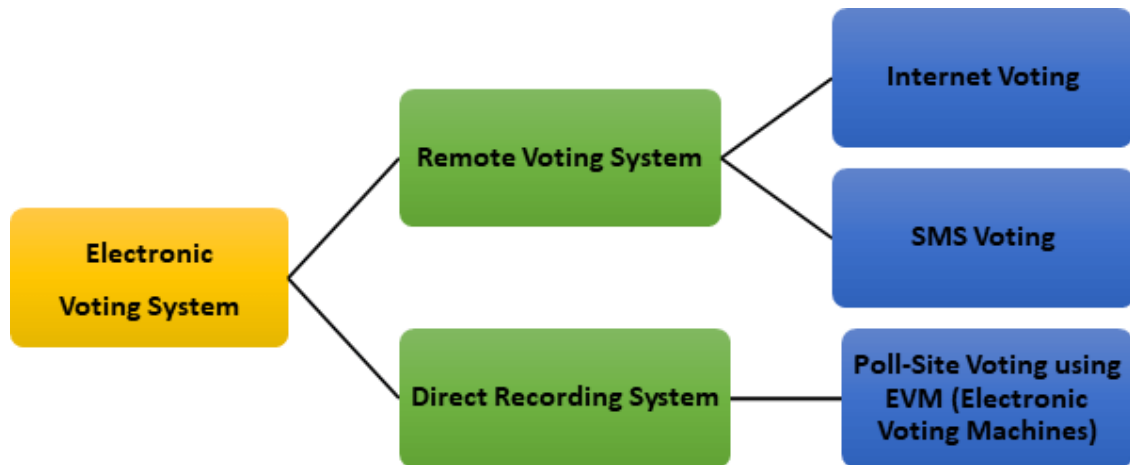 Electronic
Voting System
Remote Voting System
Direct Recording System
Internet Voting
SMS Voting
Poll-Site Voting using
EVM (Electronic
Voting Machines)